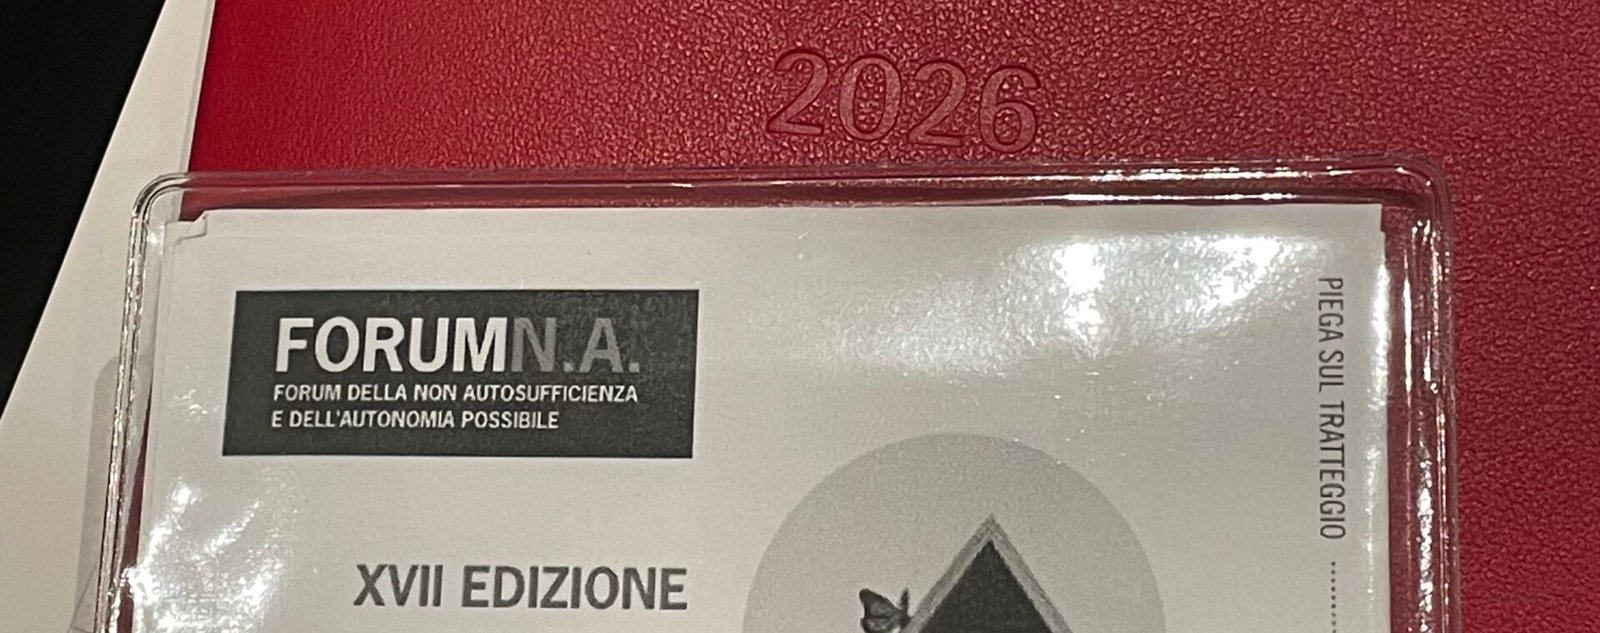 2026
FORUMN.A.
FORUM DELLA NON AUTOSUFFICIENZA
E DELL'AUTONOMIA POSSIBILE
XVII EDIZIONE
PIEGA SUL TRATTEGGIO